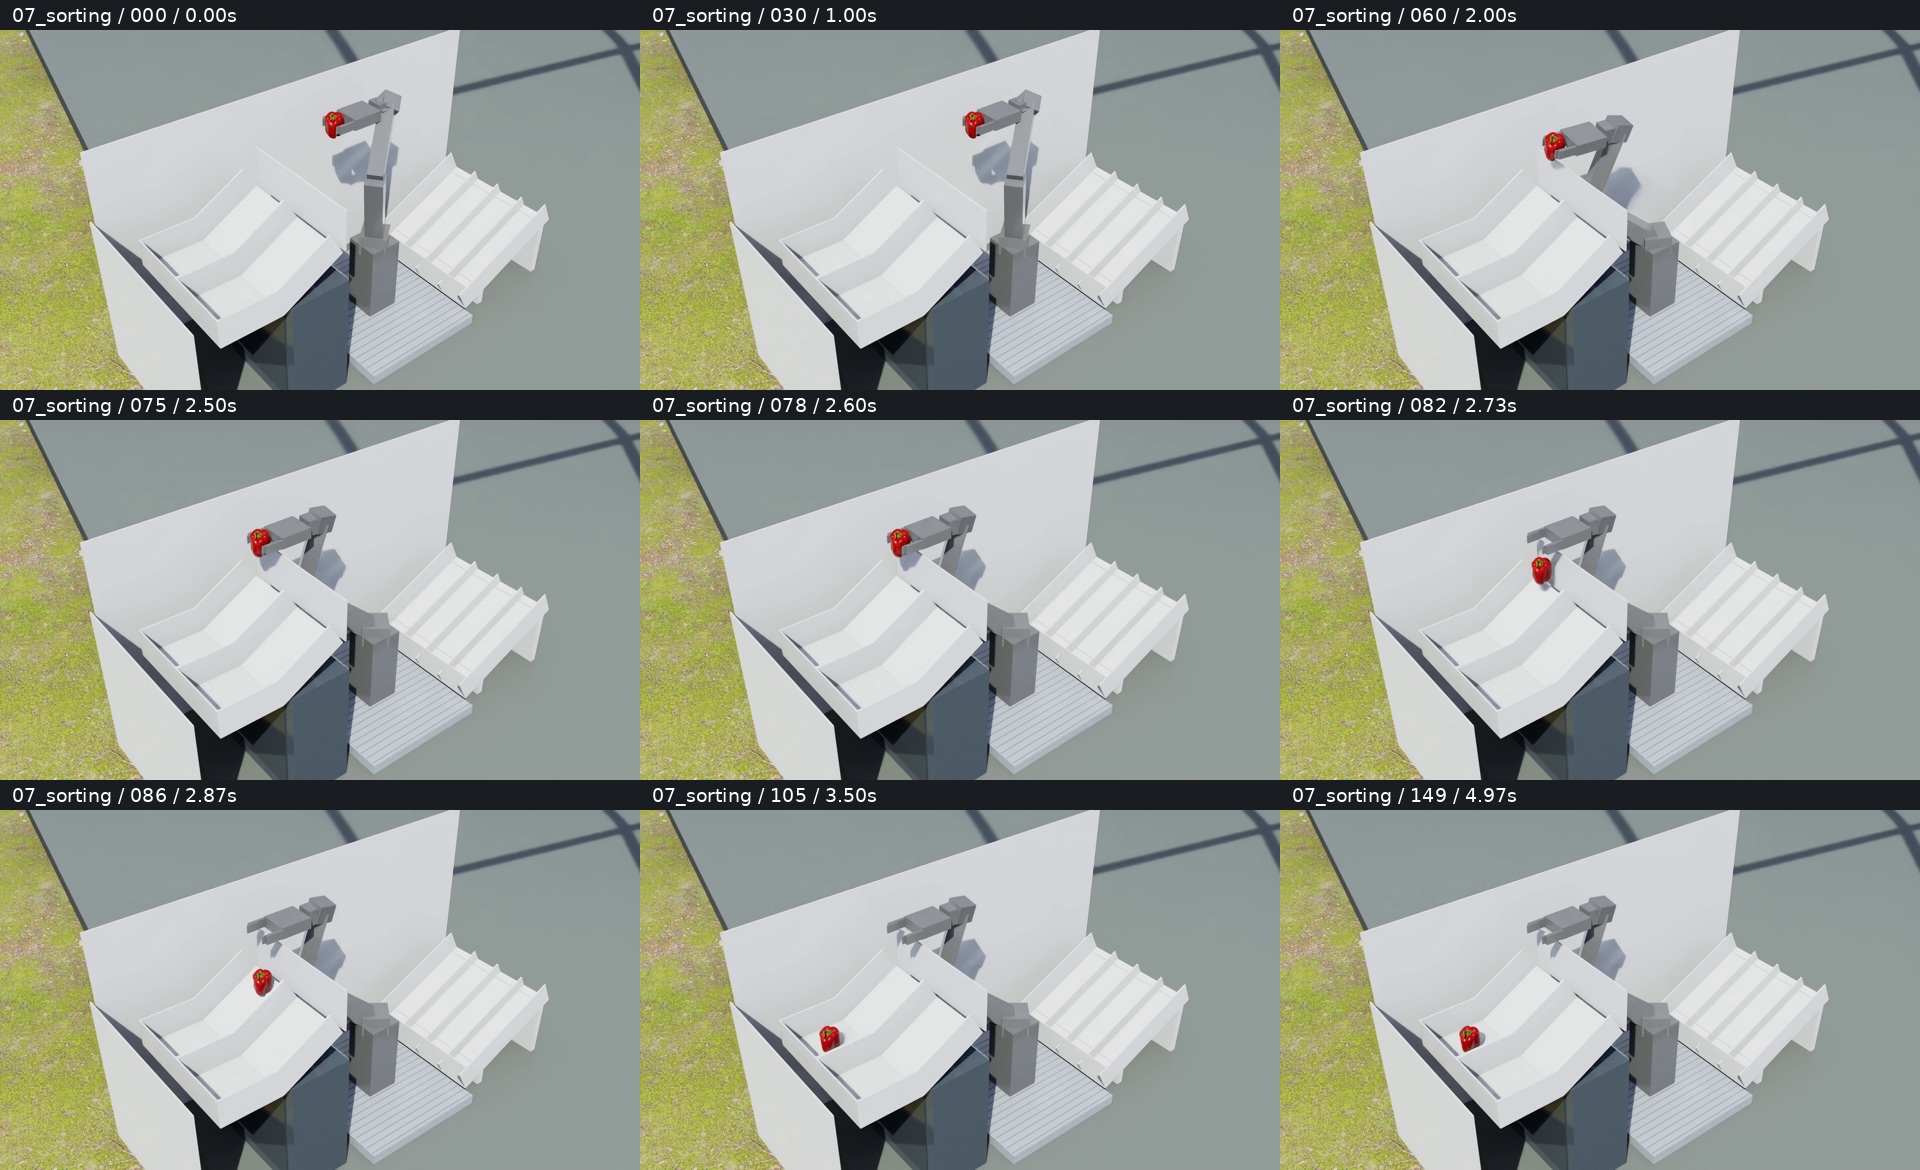 07_sorting / 000 / 0.00s
07_sorting / 030 / 1.00s
07_sorting / 060 / 2.00s
07_sorting / 075 / 2.50s
07_sorting / 078 / 2.60s
07_sorting / 082 / 2.73s
07_sorting / 086 / 2.87s
07_sorting / 105 / 3.50s
07_sorting / 149 / 4.97s